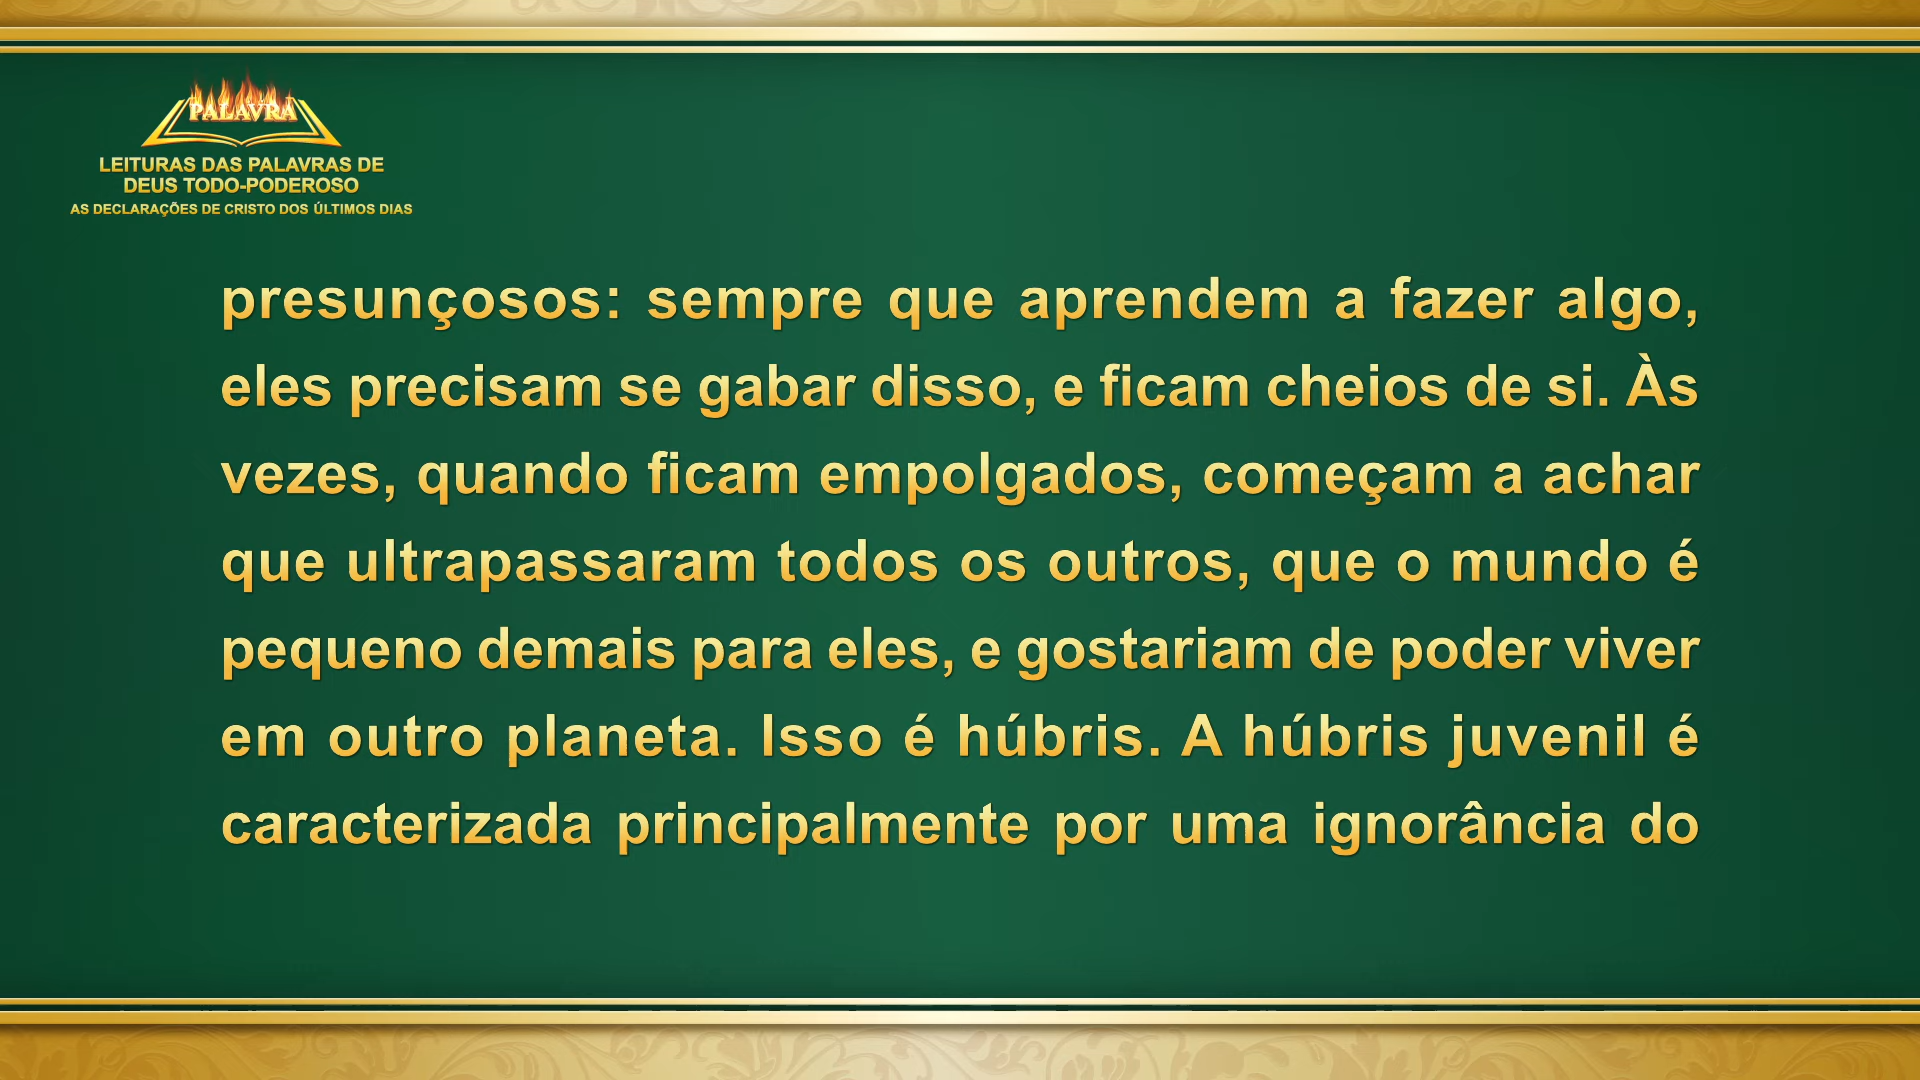 PALAVRA
LEITURAS DAS PALAVRAS DE
DEUS TODO-PODEROSO
AS DECLARAÇÕES DE CRISTO DOS ÚLTIMOS DIAS
presunçosos: sempre que aprendem a fazer algo,
eles precisam se gabar disso, e ficam cheios de si. Às
vezes, quando ficam empolgados, começam a achar
que ultrapassaram todos os outros, que o mundo é
pequeno demais para eles, e gostariam de poder viver
em outro planeta. Isso é húbris. A húbris juvenil é
caracterizada principalmente por uma ignorância do